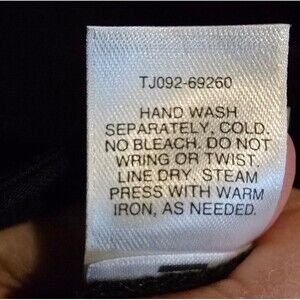 TJ092-69260
HAND WASH
SEPARATELY, COLD.
NO BLEACH. DO NOT
WRING OR TWIST.
LINE DRY. STEAM
PRESS WITH WARM
IRON, AS NEEDED.